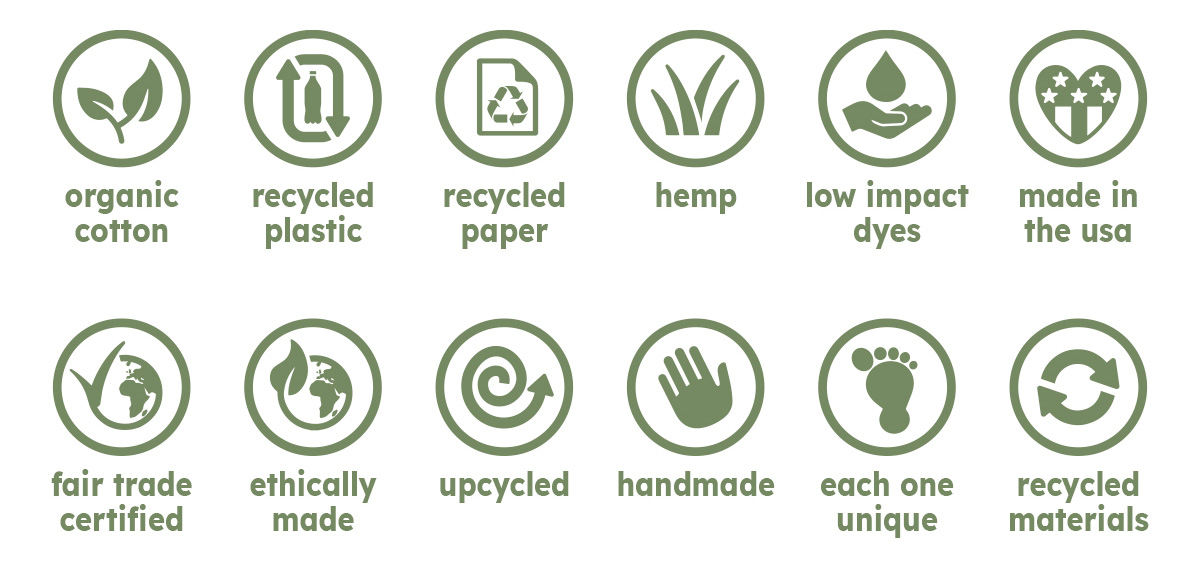 organic
cotton
recycled
plastic
recycled
paper
hemp
low impact
dyes
made in
the usa
fair trade
certified
ethically
made
upcycled
handmade
each one
unique
recycled
materials